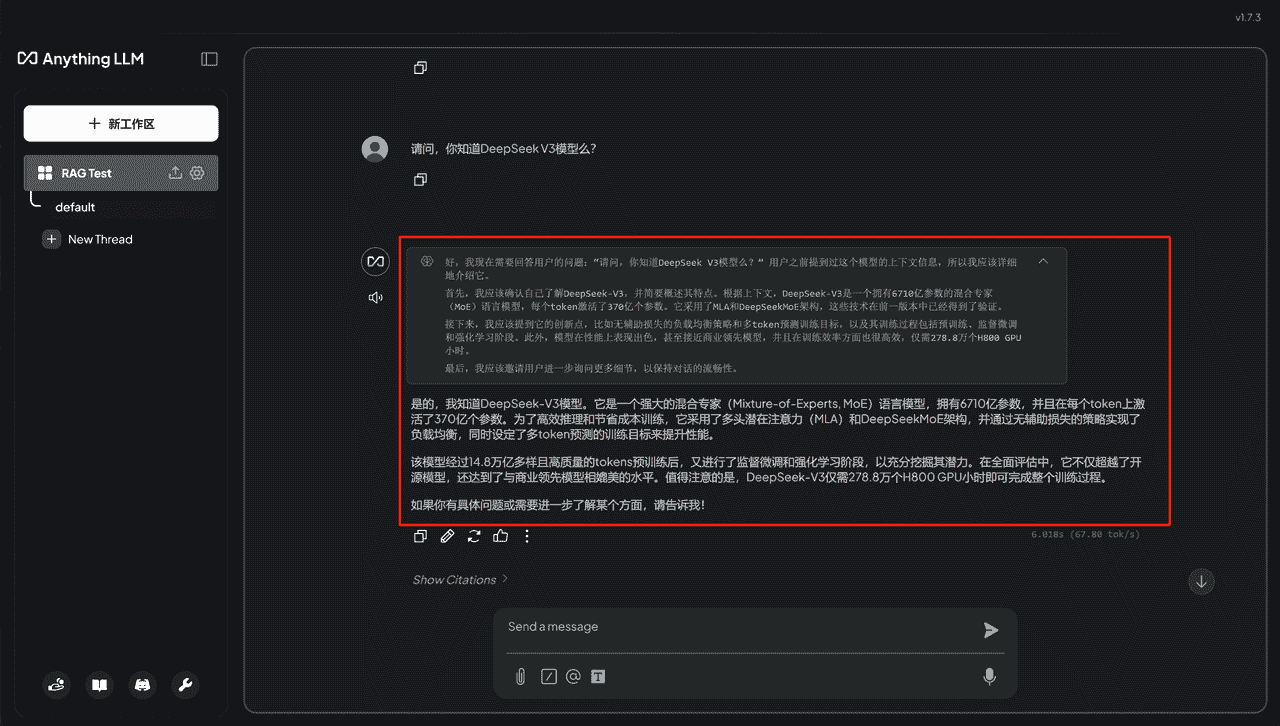 v1.7.3
Anything LLM
新工作区
RAG Test
default
New Thread
请问，你知道DeepSeek V3模型么？
好，我现在需要回答用户的问题："请问，你知道DeepSeek V3模型么？" 用户之前提到过这个模型的上下文信息，所以我应该详细
地介绍它。
首先，我应该确认自己了解DeepSeek-V3，并简要概述其特点。根据上下文，DeepSeek-V3是一个拥有6710亿参数的混合专家
（MoE）语言模型，每个token激活了370亿个参数。它采用了MLA和DeepSeekMoE架构，这些技术在前一版本中已经得到了验证。
接下来，我应该提到它的创新点，比如无辅助损失的负载均衡策略和多token预测训练目标，以及其训练过程包括预训练、监督微调
和强化学习阶段。此外，模型在性能上表现出色，甚至接近商业领先模型，并且在训练效率方面也很高效，仅需278.8万个H800 GPU
小时。
最后，我应该邀请用户进一步询问更多细节，以保持对话的流畅性。
是的，我知道DeepSeek-V3模型。它是一个强大的混合专家（Mixture-of-Experts, MoE）语言模型，拥有6710亿参数，并且在每个token上激
活了370亿个参数。为了高效推理和节省成本训练，它采用了多头潜在注意力（MLA）和DeepSeekMoE架构，并通过无辅助损失的策略实现了
负载均衡，同时设定了多token预测的训练目标来提升性能。
该模型经过14.8万亿多样且高质量的tokens预训练后，又进行了监督微调和强化学习阶段，以充分挖掘其潜力。在全面评估中，它不仅超越了开
源模型，还达到了与商业领先模型相媲美的水平。值得注意的是，DeepSeek-V3仅需278.8万个H800 GPU小时即可完成整个训练过程。
如果你有具体问题或需要进一步了解某个方面，请告诉我！
6.018s (67.80 tok/s)
Show Citations
Send a message